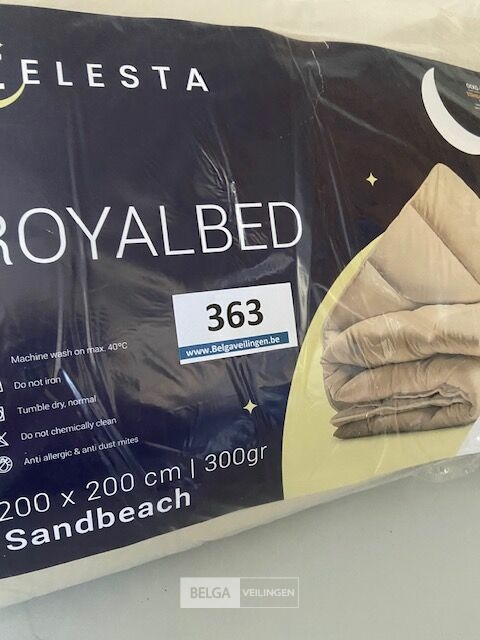 ELESTA
ROYALBED
363
www.Belgaveilingen.be
Machine wash on max. 40°C
Do not iron
Tumble dry, normal
Do not chemically clean
Anti allergic & anti dust mites
200 x 200 cm | 300gr
Sandbeach
BELGA VEILINGEN